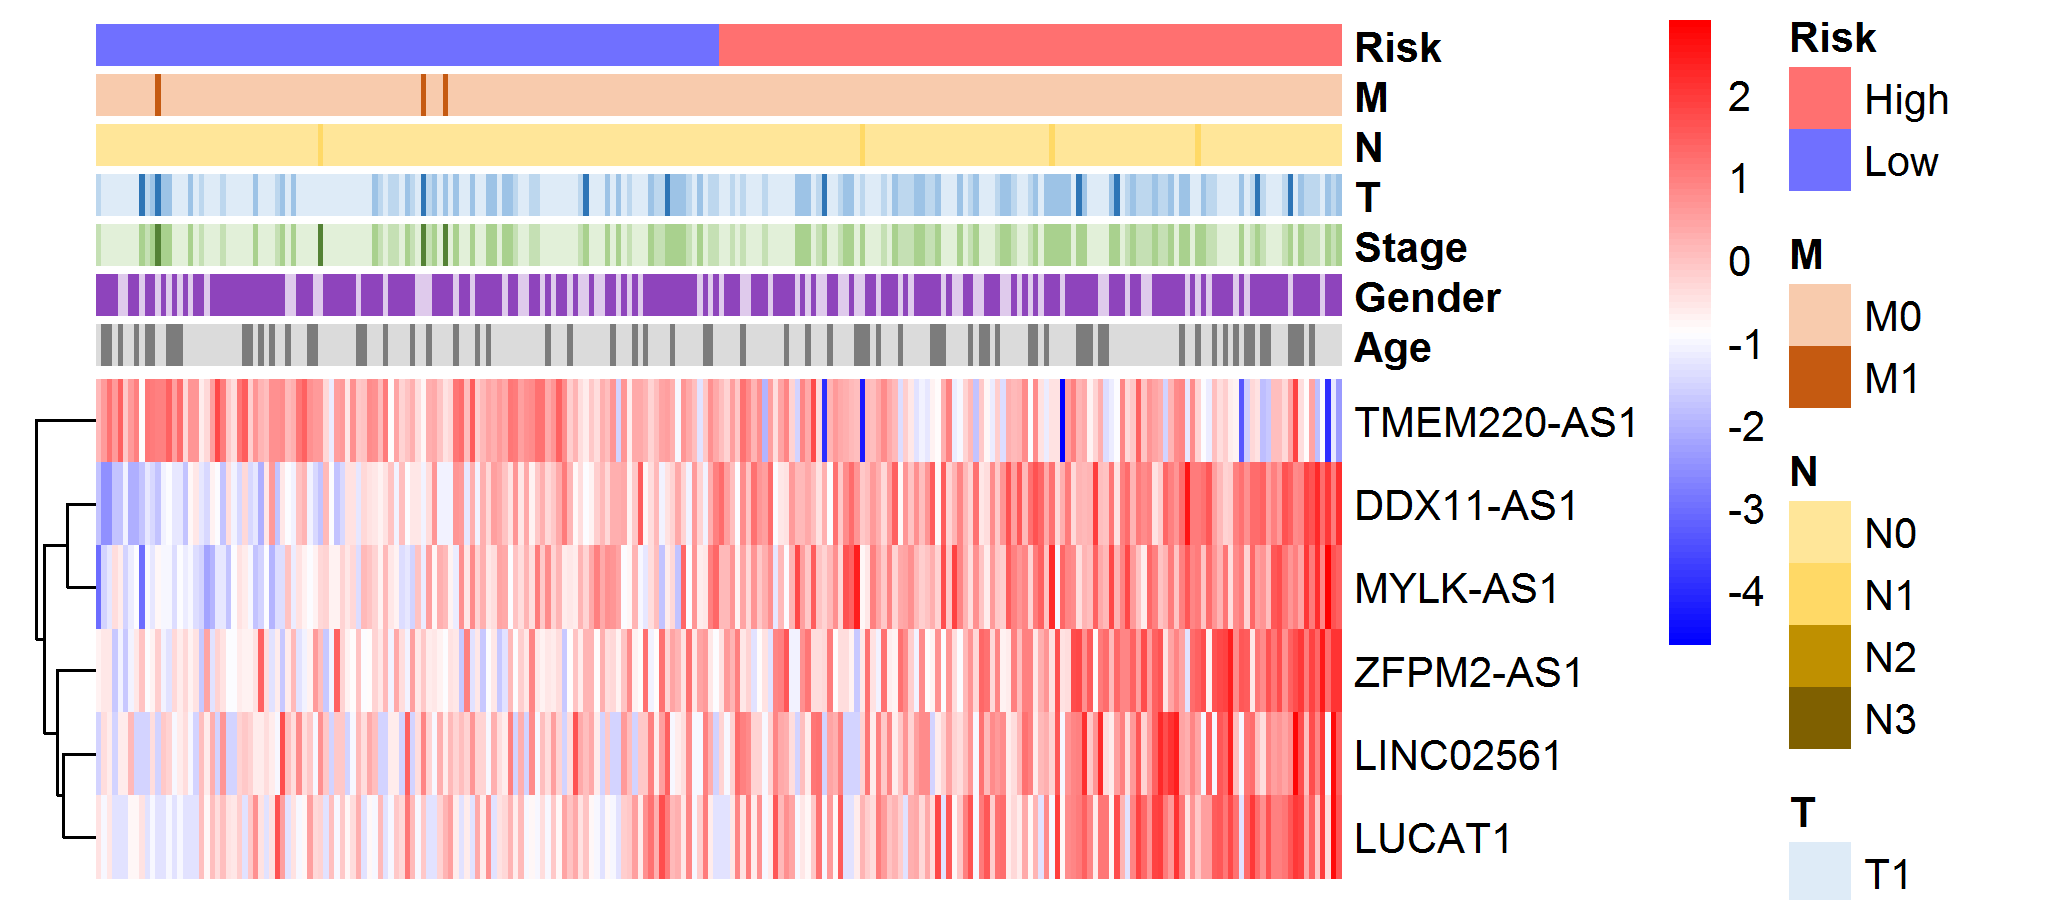 Risk
M
N
T
Stage
Gender
Age
TMEM220-AS1
DDX11-AS1
MYLK-AS1
ZFPM2-AS1
LINC02561
LUCAT1
2
1
0
-1
-2
-3
-4
Risk
High
Low
M
M0
M1
N
N0
N1
N2
N3
T
T1